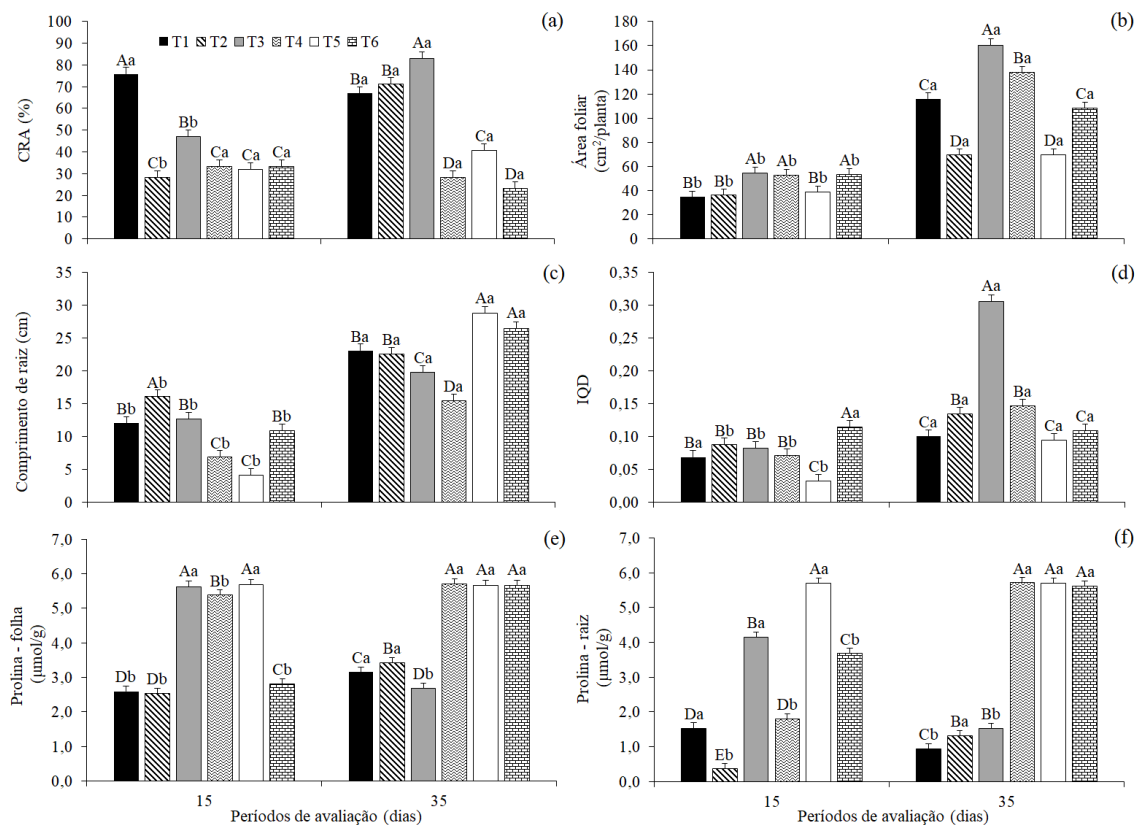 (a)
100
90
80
70
60
50
40
30
20
10
0
CRA (%)
T1 T2 T3 T4 T5 T6
Aa Cb Bb Ca Ca Ca
Ba Ba Aa Da Ca Da
(b)
180
160
140
120
100
80
60
40
20
0
Área foliar
(cm²/planta)
Bb Bb Ab Ab Bb Ab
Ca Da Aa Ba Da Ca
(c)
35
30
25
20
15
10
5
0
Comprimento de raiz (cm)
Bb Ab Bb Cb Cb Bb
Ba Ba Ca Da Aa Aa
(d)
0,35
0,30
0,25
0,20
0,15
0,10
0,05
0,00
IQD
Ba Bb Bb Bb Cb Aa
Ca Ba Aa Ba Ca Ca
(e)
7,0
6,0
5,0
4,0
3,0
2,0
1,0
0,0
Prolina - folha
(µmol/g)
Db Db Aa Bb Aa Cb
Ca Ba Db Aa Aa Aa
15 35
Períodos de avaliação (dias)
(f)
7,0
6,0
5,0
4,0
3,0
2,0
1,0
0,0
Prolina - raiz
(µmol/g)
Da Eb Ba Db Aa Cb
Cb Ba Bb Aa Aa Aa
15 35
Períodos de avaliação (dias)